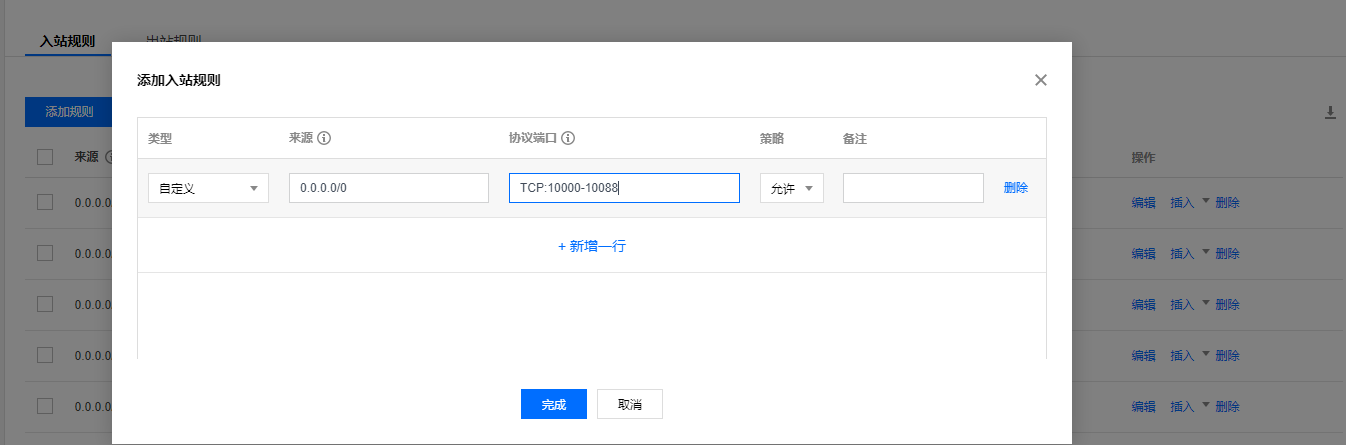 入站规则 出站规则
添加入站规则
添加规则
类型 来源 协议端口 策略 备注
来源 操作
自定义 0.0.0.0/0 TCP:10000-10088 允许 删除
0.0.0.0 编辑 插入 删除
+ 新增一行
0.0.0.0 编辑 插入 删除
0.0.0.0 编辑 插入 删除
0.0.0.0 编辑 插入 删除
完成 取消
0.0.0.0 编辑 插入 删除